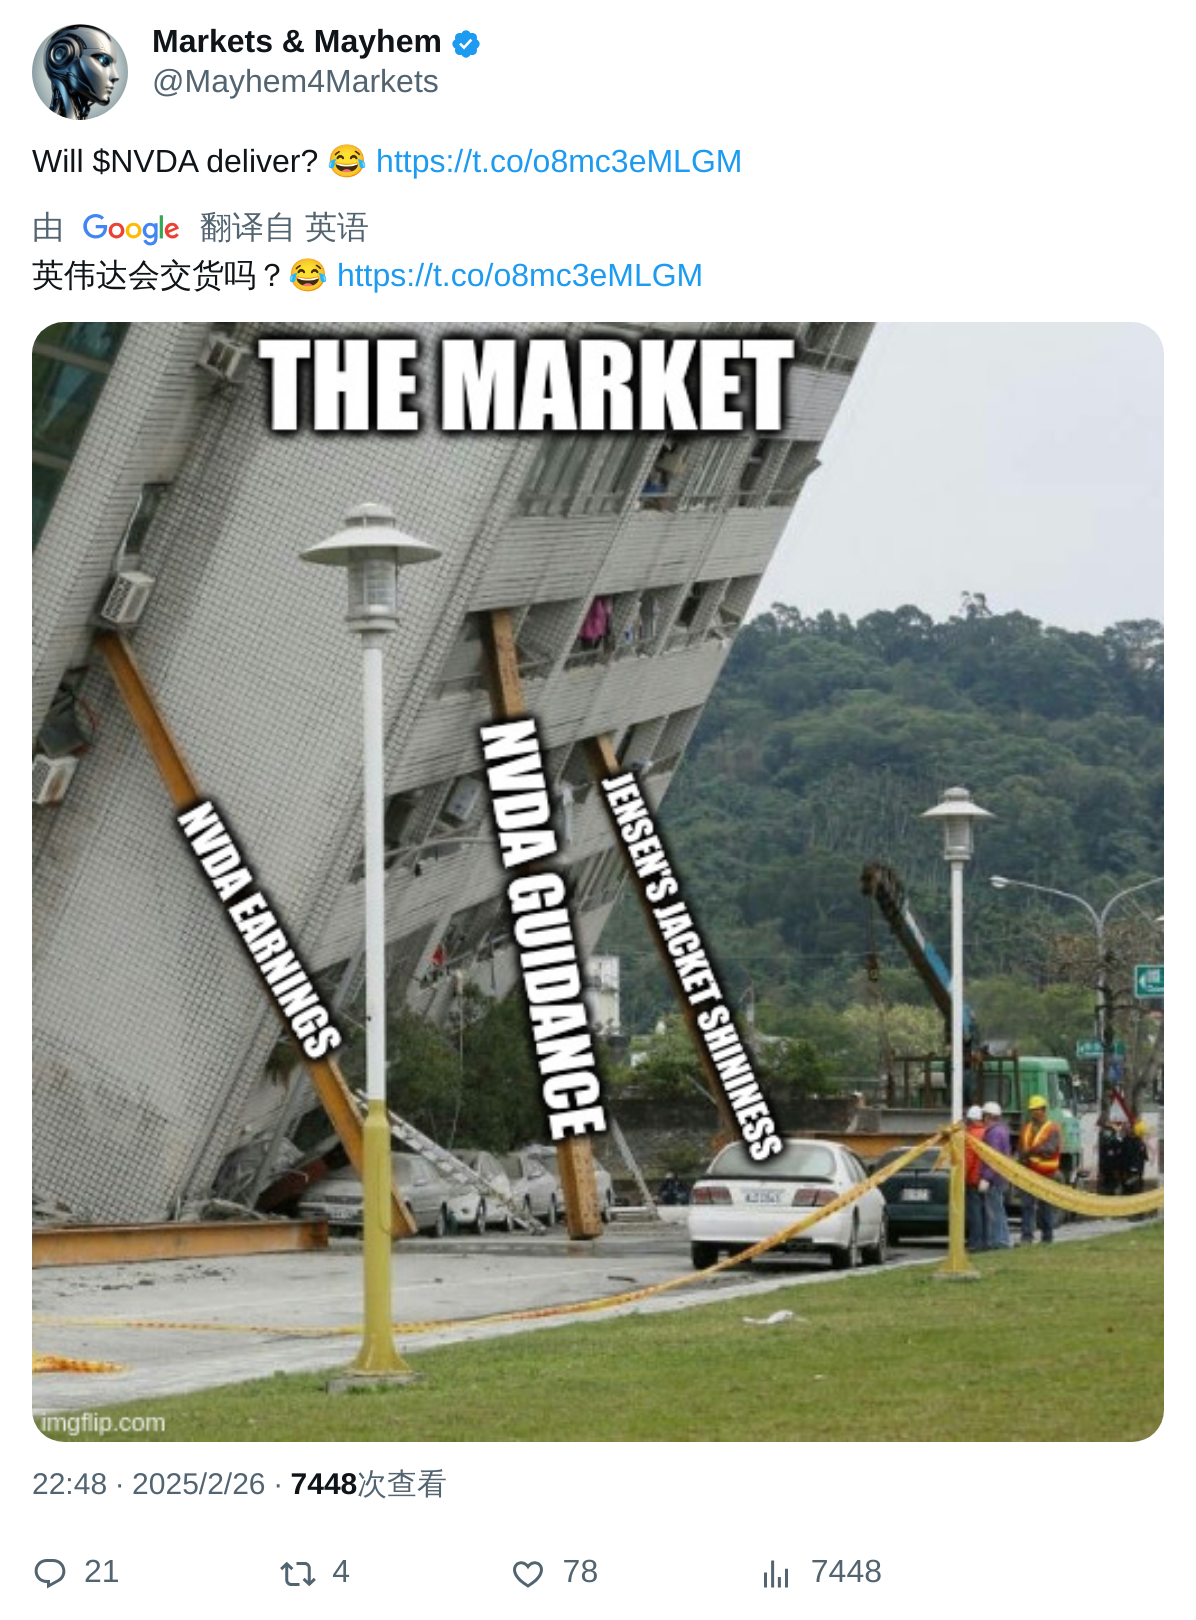 Markets & Mayhem
@Mayhem4Markets
Will $NVDA deliver? 😂 https://t.co/o8mc3eMLGM
由 Google 翻译自 英语
英伟达会交货吗？😂 https://t.co/o8mc3eMLGM
THE MARKET
NVDA EARNINGS
NVDA GUIDANCE
JENSEN'S JACKET SHININESS
imgflip.com
22:48 · 2025/2/26 · 7448次查看
21
4
78
7448